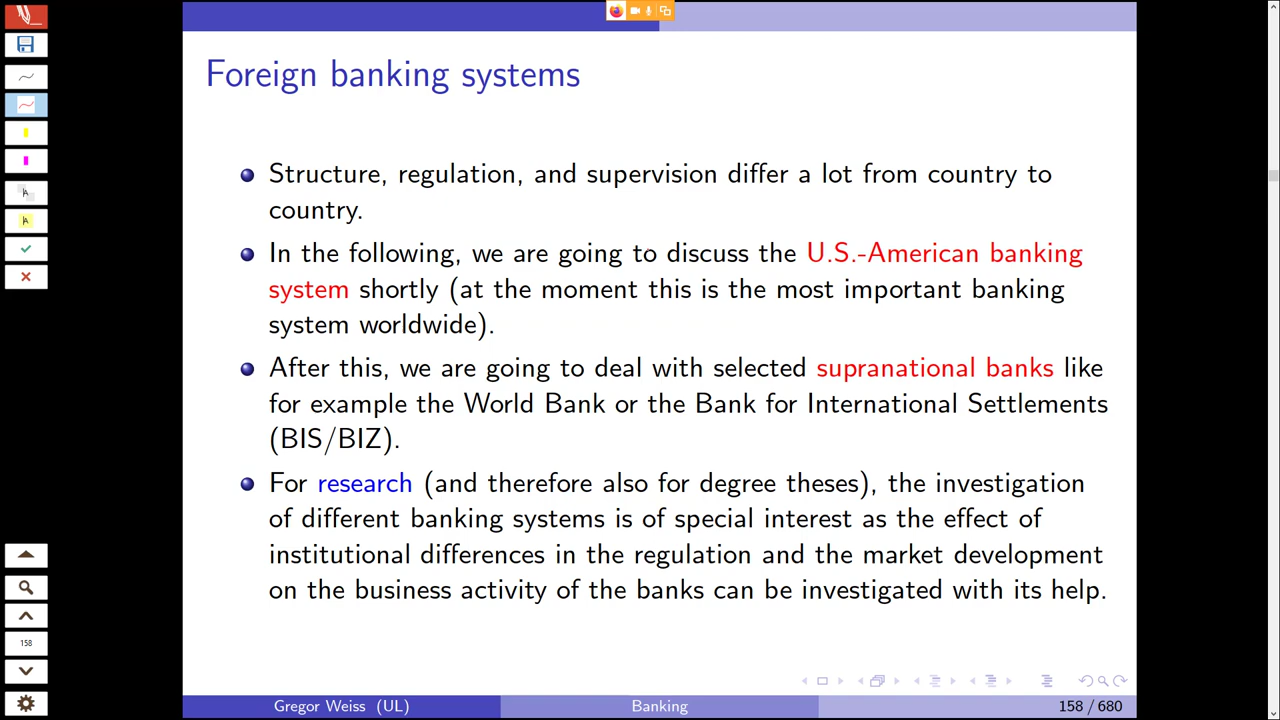 Foreign banking systems
Structure, regulation, and supervision differ a lot from country to
country.
In the following, we are going to discuss the U.S.-American banking
system shortly (at the moment this is the most important banking
system worldwide).
After this, we are going to deal with selected supranational banks like
for example the World Bank or the Bank for International Settlements
(BIS/BIZ).
For research (and therefore also for degree theses), the investigation
of different banking systems is of special interest as the effect of
institutional differences in the regulation and the market development
on the business activity of the banks can be investigated with its help.
158
Gregor Weiss (UL)
Banking
158 / 680